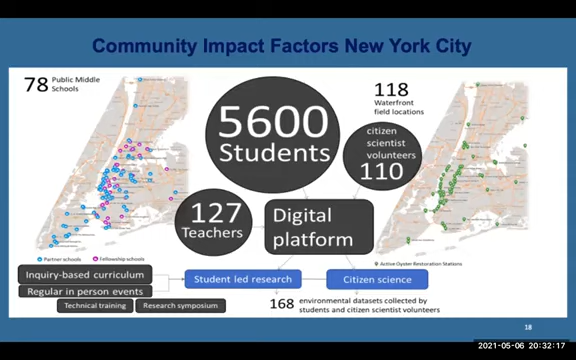 Community Impact Factors New York City
78 Public Middle
Schools
5600
Students
118
Waterfront
field locations
citizen
scientist
volunteers
110
127
Teachers
Digital
platform
Partner schools
Fellowship schools
Active Oyster Restoration Stations
Inquiry-based curriculum
Regular in person events
Technical training
Research symposium
Student led research
Citizen science
168 environmental datasets collected by
students and citizen scientist volunteers
18
2021-05-06 20:32:17